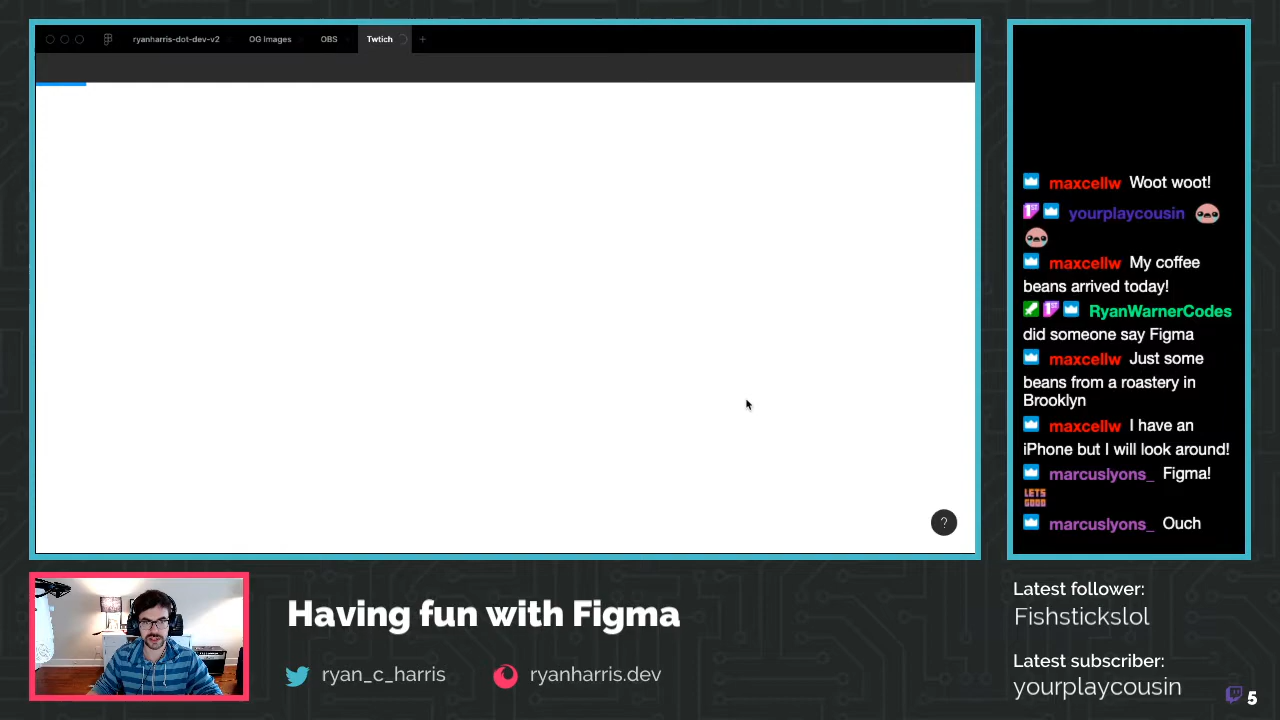 ryanharris-dot-dev-v2 OG Images OBS Twtich +
maxcellw Woot woot!
yourplaycousin
maxcellw My coffee
beans arrived today!
RyanWarnerCodes
did someone say Figma
maxcellw Just some
beans from a roastery in
Brooklyn
maxcellw I have an
iPhone but I will look around!
marcuslyons_ Figma!
LETS
GOOO
marcuslyons_ Ouch
?
Having fun with Figma
ryan_c_harris ryanharris.dev
Latest follower:
Fishstickslol
Latest subscriber:
yourplaycousin
5